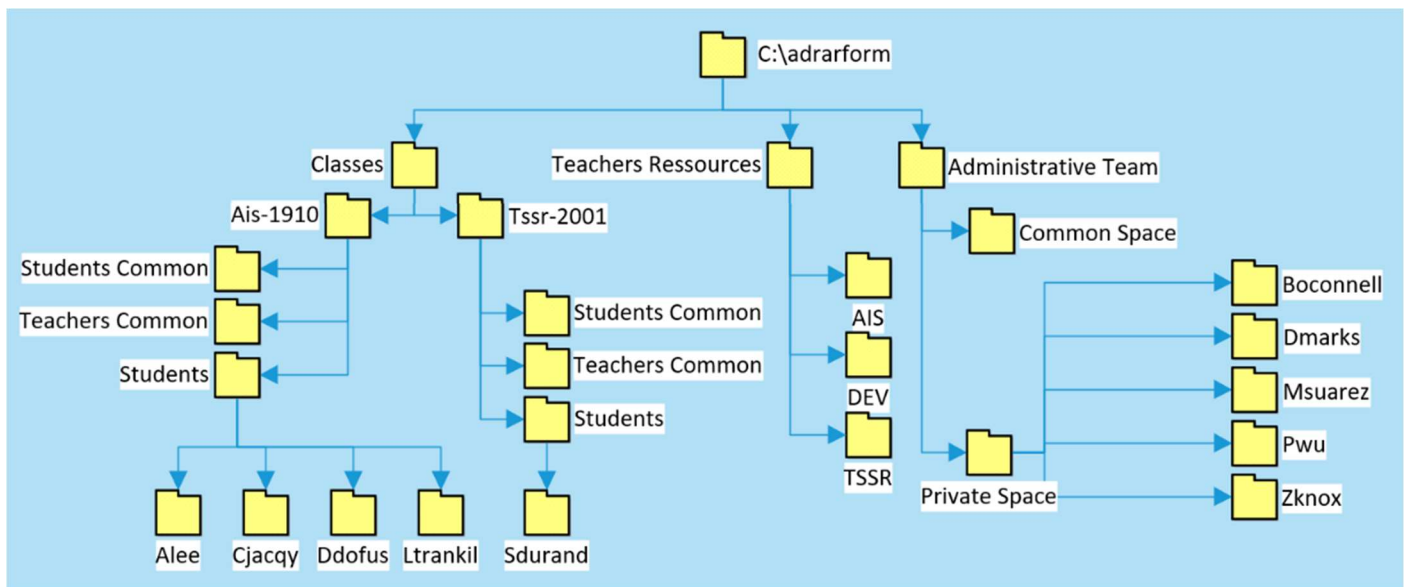 C:\adrarform
Classes
Teachers Ressources
Administrative Team
Ais-1910
Tssr-2001
Common Space
Students Common
Teachers Common
Students
Students Common
Teachers Common
Students
AIS
DEV
TSSR
Private Space
Boconnell
Dmarks
Msuarez
Pwu
Zknox
Alee
Cjacqy
Ddofus
Ltrankil
Sdurand